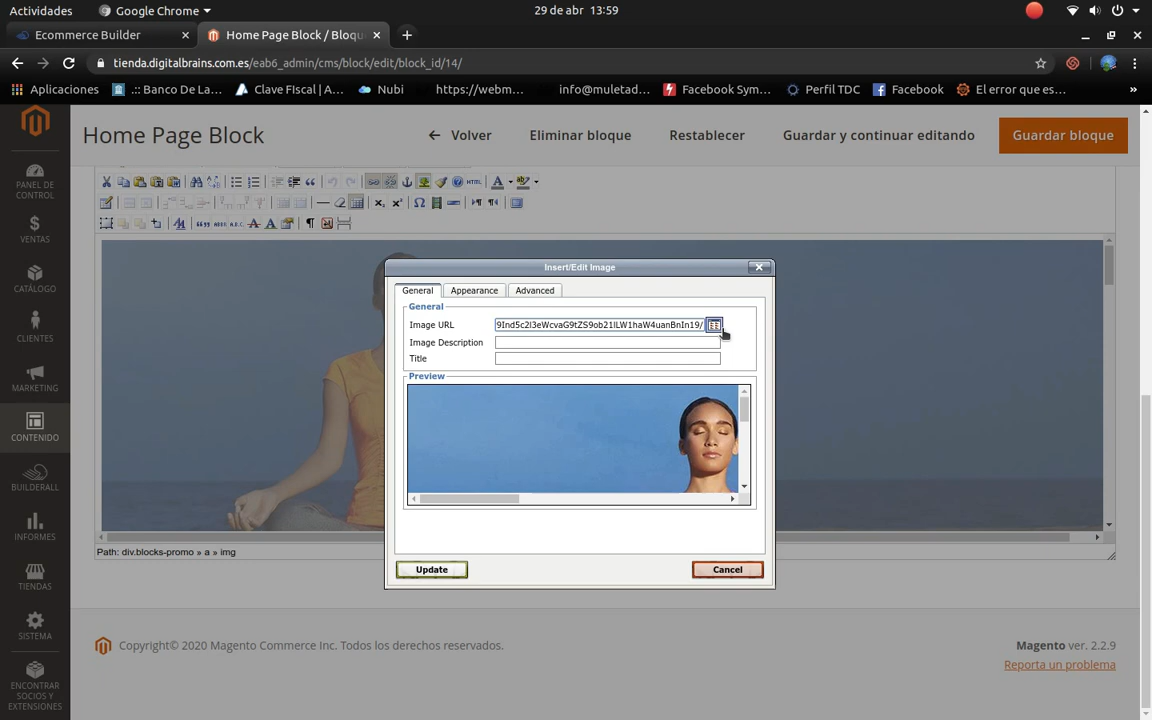 Actividades Google Chrome 29 de abr 13:59
Ecommerce Builder Home Page Block / Bloqu
tienda.digitalbrains.com.es/eab6_admin/cms/block/edit/block_id/14/
Aplicaciones .:: Banco De La... Clave FIscal | A... Nubi https://webm... info@muletad... Facebook Sym... Perfil TDC Facebook El error que es... »
Home Page Block Volver Eliminar bloque Restablecer Guardar y continuar editando Guardar bloque
PANEL DE CONTROL
VENTAS
CATÁLOGO
CLIENTES
MARKETING
CONTENIDO
BUILDERALL
INFORMES
TIENDAS
SISTEMA
ENCONTRAR SOCIOS Y EXTENSIONES
HTML
Insert/Edit Image
General Appearance Advanced
General
Image URL
Image Description
Title
Preview
Update Cancel
Path: div.blocks-promo » a » img
Copyright© 2020 Magento Commerce Inc. Todos los derechos reservados. Magento ver. 2.2.9
Reporta un problema